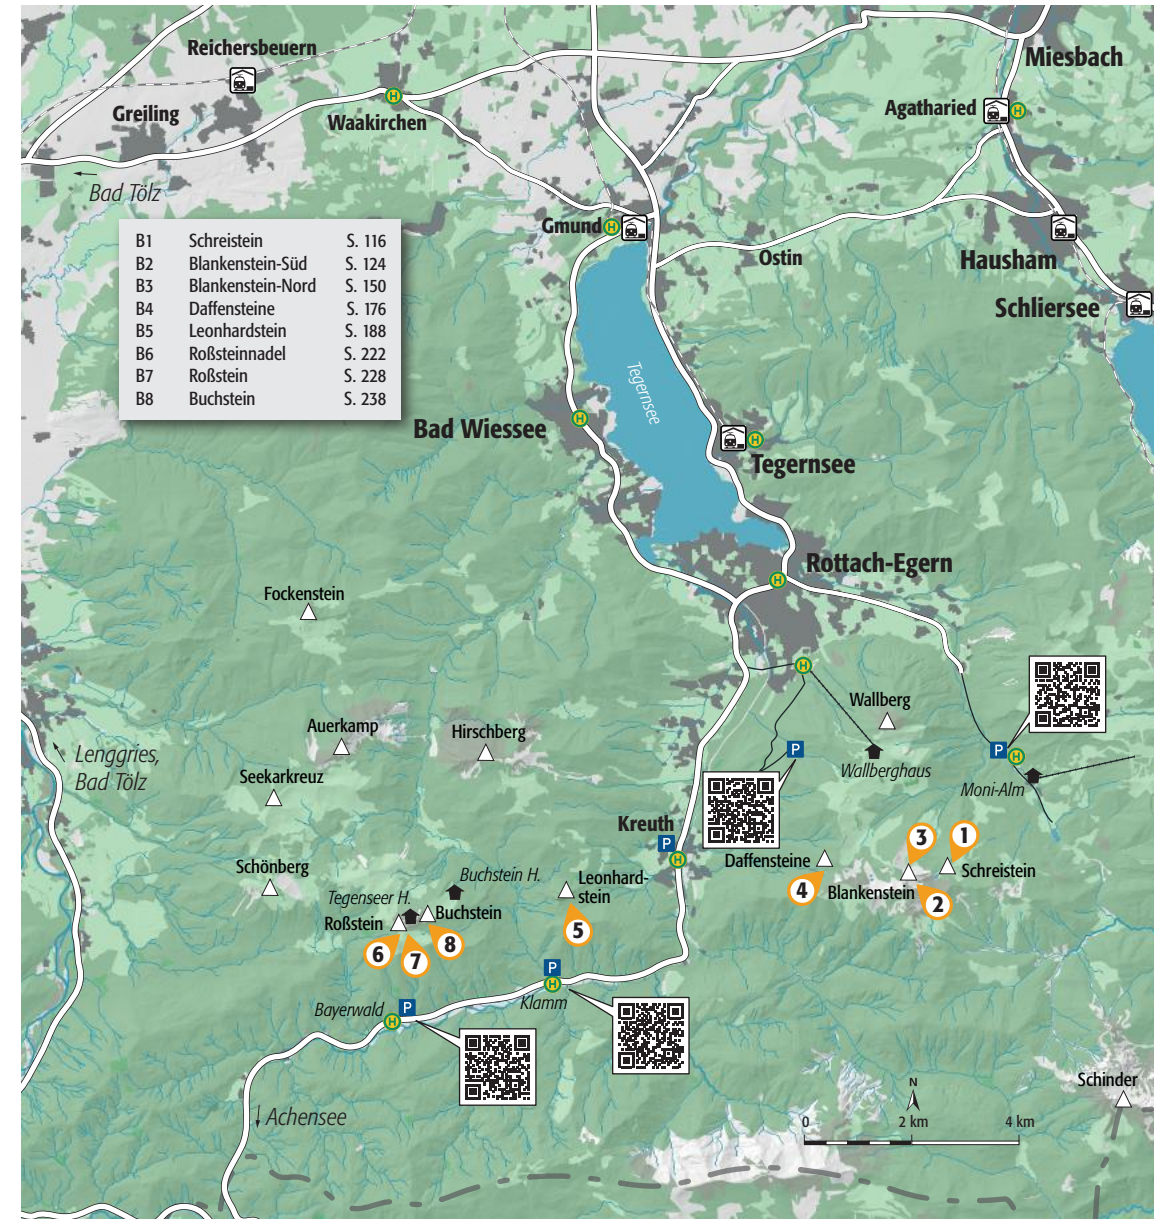 Reichersbeuern
Miesbach
Greiling
Waakirchen
Agatharied
H
H
Bad Tölz
Gmund
H
Ostin
Hausham
Schliersee
B1 Schreistein S. 116
B2 Blankenstein-Süd S. 124
B3 Blankenstein-Nord S. 150
B4 Daffensteine S. 176
B5 Leonhardstein S. 188
B6 Roßsteinnadel S. 222
B7 Roßstein S. 228
B8 Buchstein S. 238
Tegernsee
Bad Wiessee
H
H
Tegernsee
Rottach-Egern
H
Fockenstein
H
Wallberg
Auerkamp
Hirschberg
Lenggries,
Bad Tölz
P
Wallberghaus
P
H
Seekarkreuz
Moni-Alm
Kreuth
P
H
3
1
Daffensteine
Schreistein
4
Blankenstein
2
Schönberg
Buchstein H.
Leonhard-
stein
Tegenseer H.
Roßstein
Buchstein
5
6
7
8
P
H
Klamm
Bayerwald
P
H
Achensee
Schinder
N
0
2 km
4 km